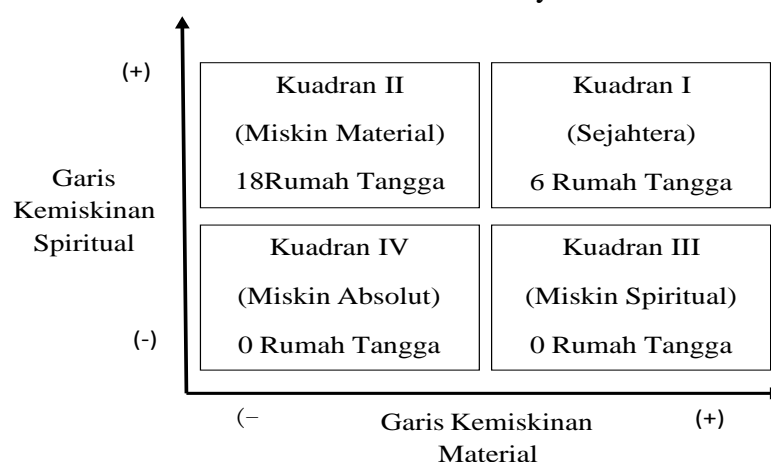 (+)
Kuadran II
(Miskin Material)
18Rumah Tangga
Kuadran I
(Sejahtera)
6 Rumah Tangga
Garis
Kemiskinan
Spiritual
Kuadran IV
(Miskin Absolut)
0 Rumah Tangga
Kuadran III
(Miskin Spiritual)
0 Rumah Tangga
(-)
(–
Garis Kemiskinan
Material
(+)